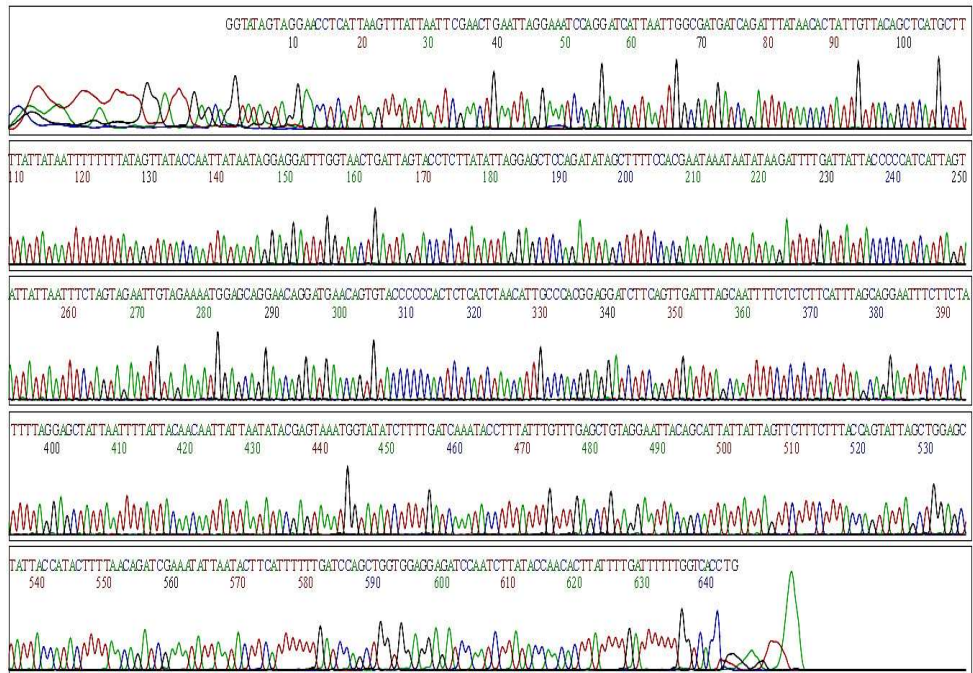 GGTATAGTAGGAACCTCATTAAGTTTATTAATTCGAACTGAATTAGGAAATCCAGGATCATTAATTGGCGATGATCAGATTTATAACACTATTGTTACAGCTCATGCTT
10 20 30 40 50 60 70 80 90 100
TTATTATAATTTTTTTTTATAGTTATACCAATTATAATAGGAGGATTTGGTAACTGATTAGTACCTCTTATATTAGGAGCTCCAGATATAGCTTTTCCACGAATAAATAATATAAGATTTTGATTATTACCCCCATCATTAGT
110 120 130 140 150 160 170 180 190 200 210 220 230 240 250
ATTATTAATTTCTAGTAGAATTGTAGAAAATGGAGCAGGAACAGGATGAACAGTGTACCCCCCACTCTCATCTAACATTGCCCACGGAGGATCTTCAGTTGATTTAGCAATTTTCTCTCTTCATTTAGCAGGAATTTCTTCTA
260 270 280 290 300 310 320 330 340 350 360 370 380 390
TTTTAGGAGCTATTAATTTTATTACAACAATTATTAATATACGAGTAAATGGTATATCTTTTGATCAAATACCTTTATTTGTTTGAGCTGTAGGAATTACAGCATTATTATTAGTTCTTTCTTTACCAGTATTAGCTGGAGC
400 410 420 430 440 450 460 470 480 490 500 510 520 530
TATTACCATACTTTTAACAGATCGAAATATTAATACTTCATTTTTTGATCCAGCTGGTGGAGGAGATCCAATCTTATACCAACACTTATTTTGATTTTTTGGTCACCTG
540 550 560 570 580 590 600 610 620 630 640